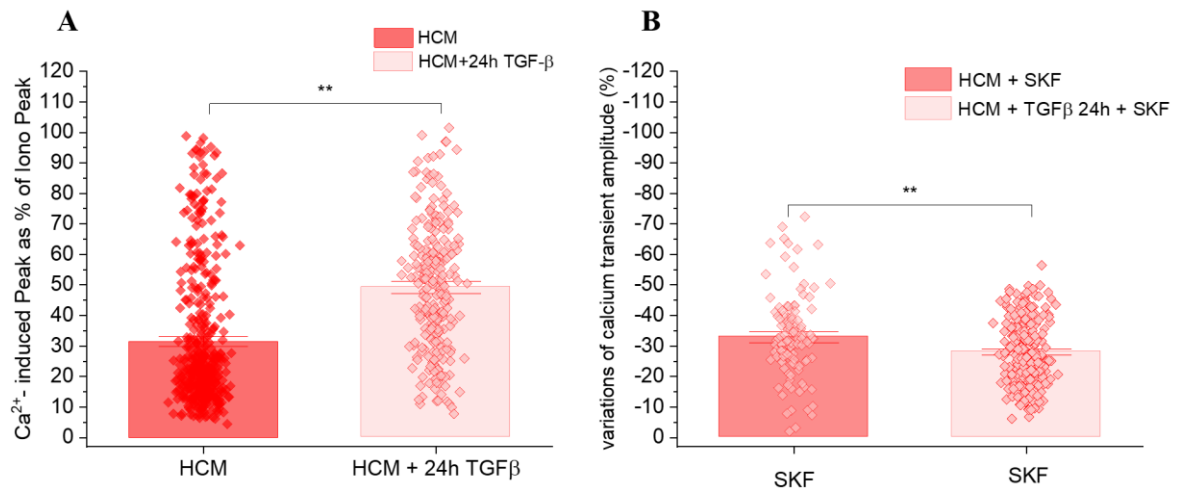 A
HCM
HCM+24h TGF-β
Ca²⁺- induced Peak as % of Iono Peak
120
110
100
90
80
70
60
50
40
30
20
10
0
**
HCM
HCM + 24h TGFβ
B
HCM + SKF
HCM + TGFβ 24h + SKF
variations of calcium transient amplitude (%)
-120
-110
-100
-90
-80
-70
-60
-50
-40
-30
-20
-10
0
**
SKF
SKF